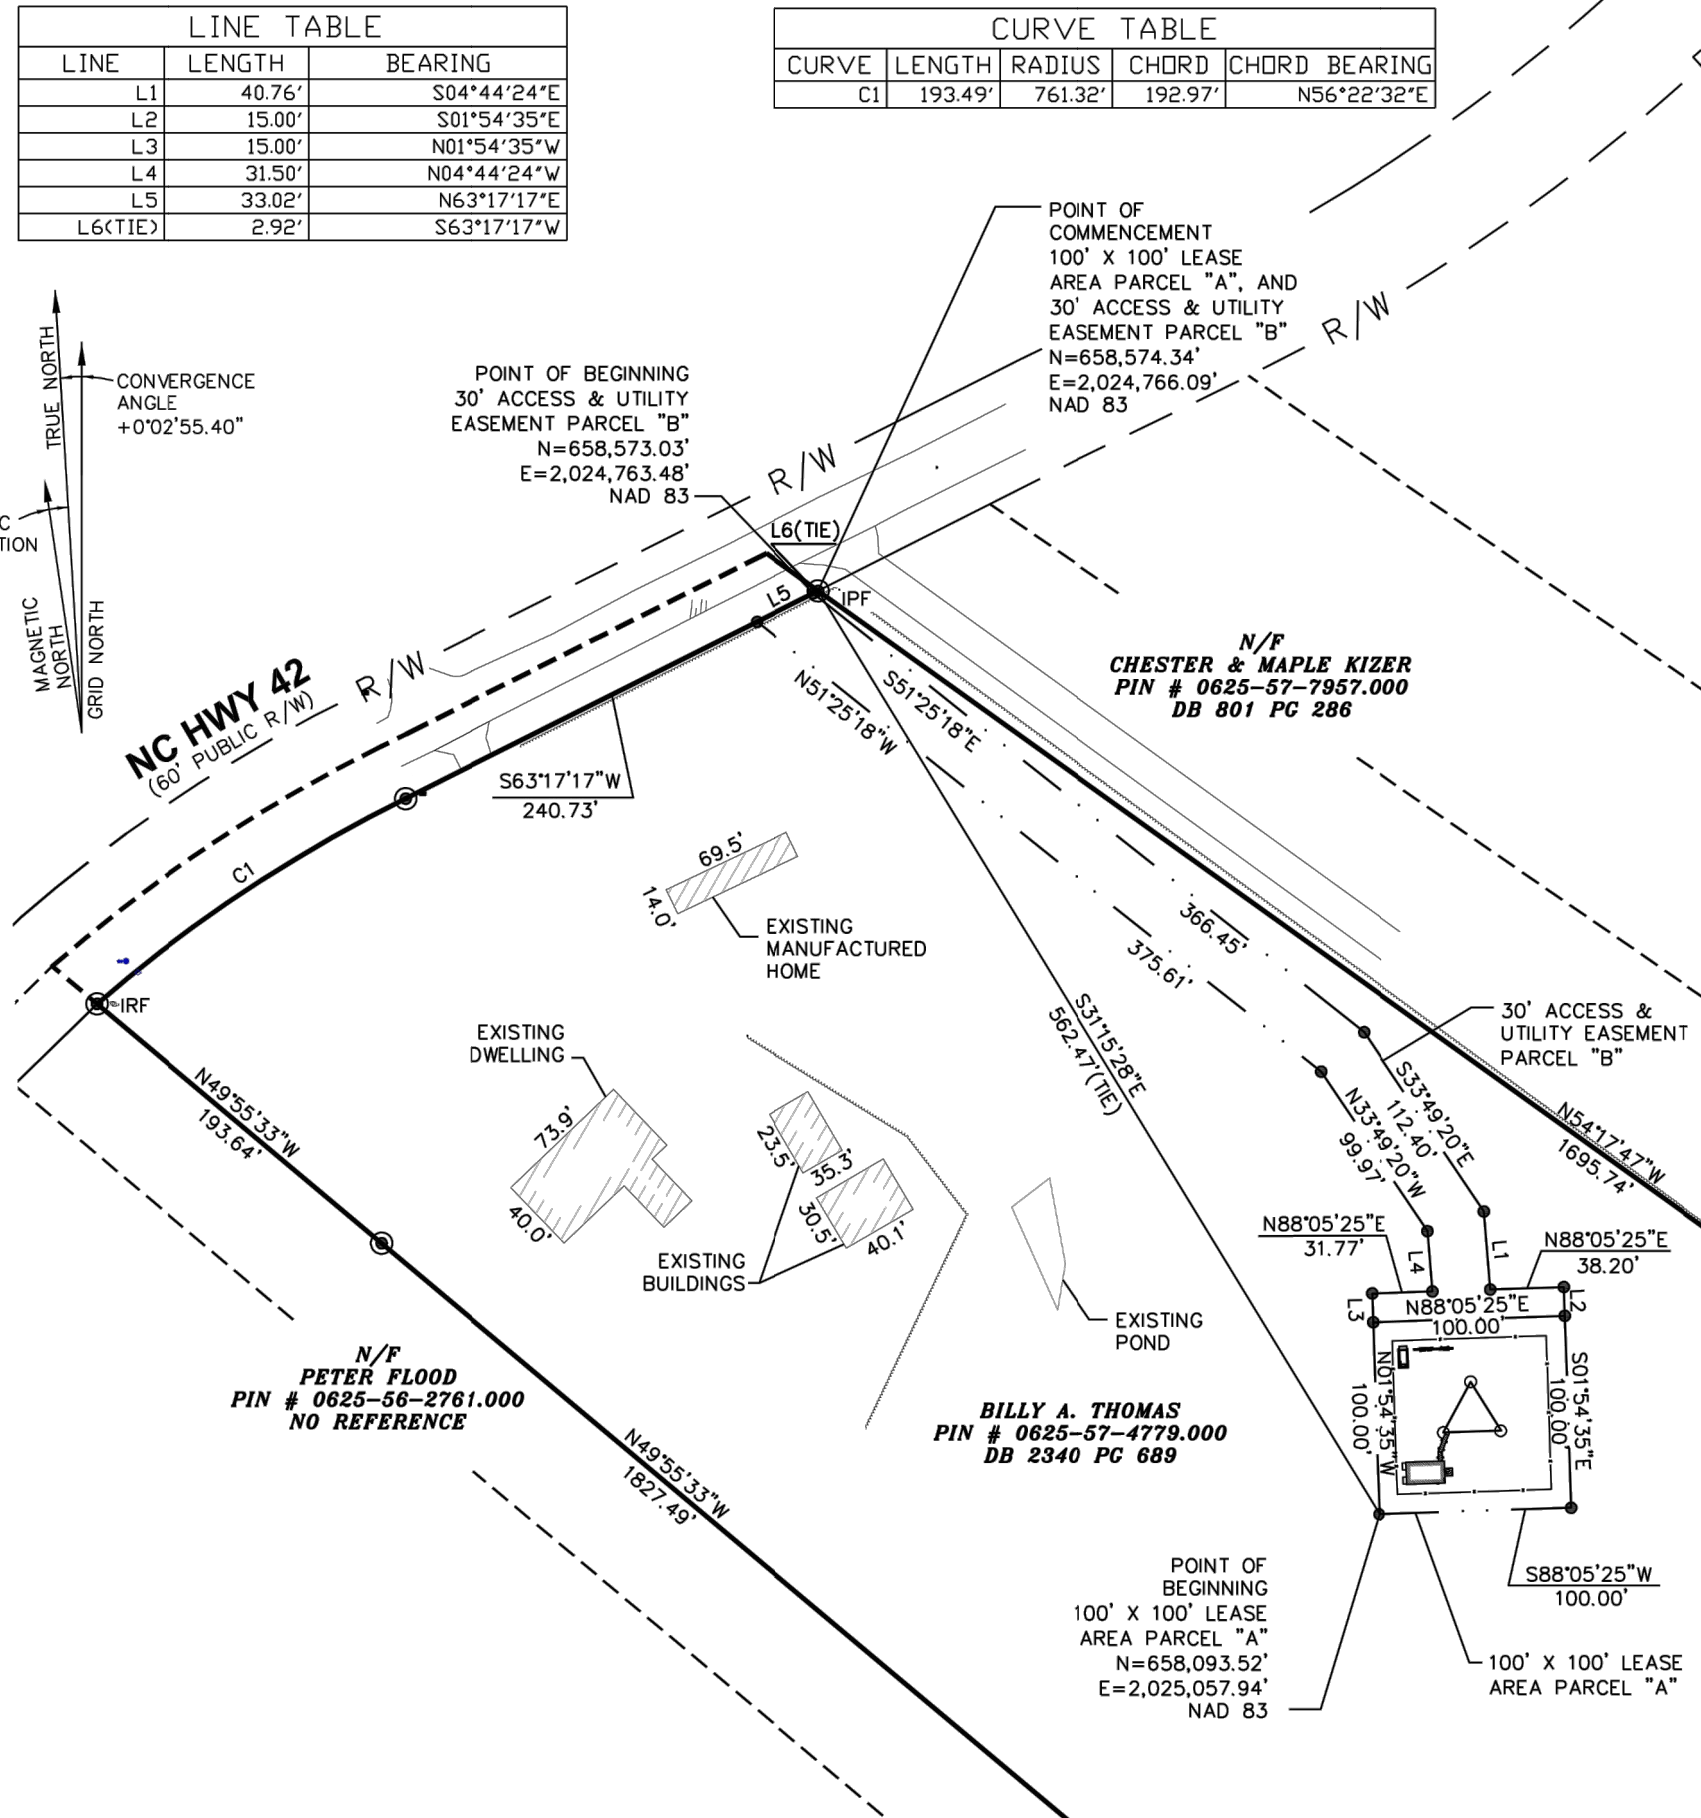 LINE TABLE
LINE LENGTH BEARING
L1 40.76' S04°44'24"E
L2 15.00' S01°54'35"E
L3 15.00' N01°54'35"W
L4 31.50' N04°44'24"W
L5 33.02' N63°17'17"E
L6(TIE) 2.92' S63°17'17"W
CURVE TABLE
CURVE LENGTH RADIUS CHORD CHORD BEARING
C1 193.49' 761.32' 192.97' N56°22'32"E
TRUE NORTH
CONVERGENCE
ANGLE
+0°02'55.40"
C
TION
MAGNETIC
NORTH
GRID NORTH
POINT OF
COMMENCEMENT
100' X 100' LEASE
AREA PARCEL "A", AND
30' ACCESS & UTILITY
EASEMENT PARCEL "B"
N=658,574.34'
E=2,024,766.09'
NAD 83
R/W
POINT OF BEGINNING
30' ACCESS & UTILITY
EASEMENT PARCEL "B"
N=658,573.03'
E=2,024,763.48'
NAD 83
R/W
L6(TIE)
L5
IPF
R/W
NC HWY 42
(60' PUBLIC R/W)
N/F
CHESTER & MAPLE KIZER
PIN # 0625-57-7957.000
DB 801 PG 286
S51°25'18"E
N51°25'18"W
S63°17'17"W
240.73'
C1
69.5'
14.0'
EXISTING
MANUFACTURED
HOME
366.45'
375.61'
IRF
S31°15'28"E
562.47'(TIE)
30' ACCESS &
UTILITY EASEMENT
PARCEL "B"
EXISTING
DWELLING
N49°55'33"W
193.64'
73.9'
40.0'
23.5'
35.3'
30.5'
40.1'
EXISTING
BUILDINGS
S33°49'20"E
112.40'
N33°49'20"W
99.97'
N54°17'47"W
1695.74'
N88°05'25"E
31.77'
L4
L1
N88°05'25"E
38.20'
L3
N88°05'25"E
100.00'
L2
EXISTING
POND
N01°54'35"W
100.00'
S01°54'35"E
100.00'
N/F
PETER FLOOD
PIN # 0625-56-2761.000
NO REFERENCE
BILLY A. THOMAS
PIN # 0625-57-4779.000
DB 2340 PG 689
N49°55'33"W
1827.49'
POINT OF
BEGINNING
100' X 100' LEASE
AREA PARCEL "A"
N=658,093.52'
E=2,025,057.94'
NAD 83
S88°05'25"W
100.00'
100' X 100' LEASE
AREA PARCEL "A"